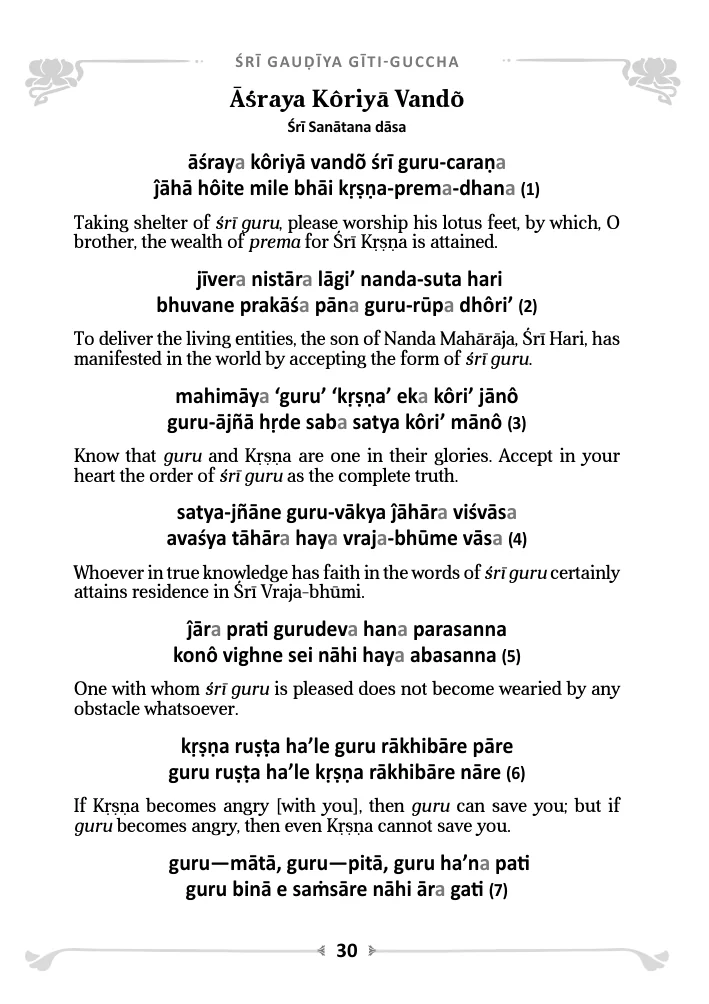 ŚRĪ GAUḌĪYA GĪTI-GUCCHA
Āśraya Kôriyā Vandõ
Śrī Sanātana dāsa
āśraya kôriyā vandõ śrī guru-caraṇa
ĵāhā hôite mile bhāi kṛṣṇa-prema-dhana (1)
Taking shelter of śrī guru, please worship his lotus feet, by which, O
brother, the wealth of prema for Śrī Kṛṣṇa is attained.
jīvera nistāra lāgi’ nanda-suta hari
bhuvane prakāśa pāna guru-rūpa dhôri’ (2)
To deliver the living entities, the son of Nanda Mahārāja, Śrī Hari, has
manifested in the world by accepting the form of śrī guru.
mahimāya ‘guru’ ‘kṛṣṇa’ eka kôri’ jānô
guru-ājñā hṛde saba satya kôri’ mānô (3)
Know that guru and Kṛṣṇa are one in their glories. Accept in your
heart the order of śrī guru as the complete truth.
satya-jñāne guru-vākya ĵāhāra viśvāsa
avaśya tāhāra haya vraja-bhūme vāsa (4)
Whoever in true knowledge has faith in the words of śrī guru certainly
attains residence in Śrī Vraja-bhūmi.
ĵāra prati gurudeva hana parasanna
konô vighne sei nāhi haya abasanna (5)
One with whom śrī guru is pleased does not become wearied by any
obstacle whatsoever.
kṛṣṇa ruṣṭa ha’le guru rākhibāre pāre
guru ruṣṭa ha’le kṛṣṇa rākhibāre nāre (6)
If Kṛṣṇa becomes angry [with you], then guru can save you; but if
guru becomes angry, then even Kṛṣṇa cannot save you.
guru—mātā, guru—pitā, guru ha’na pati
guru binā e saṁsāre nāhi āra gati (7)
30